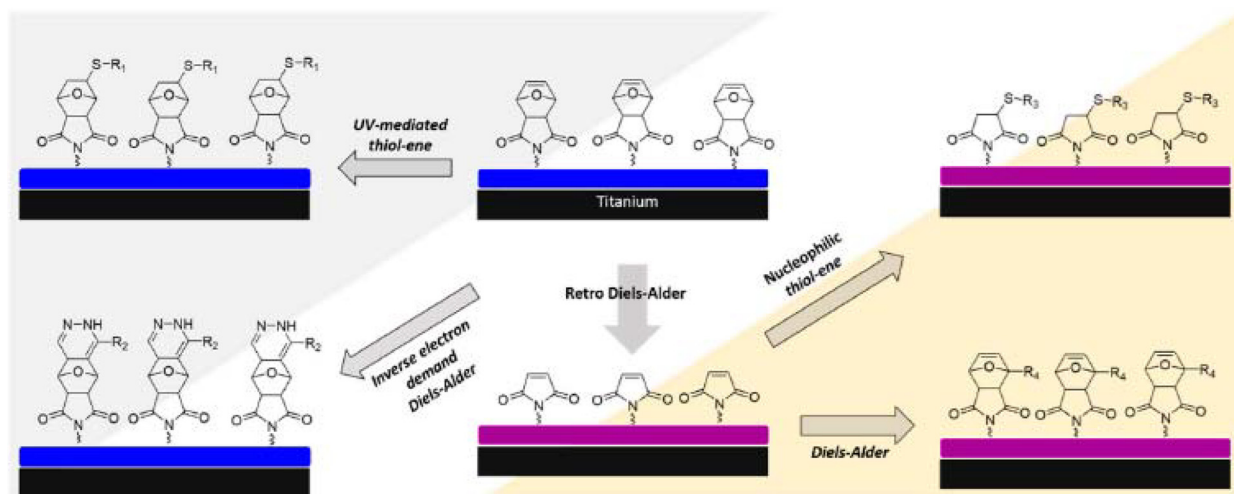 S–R1
S–R1
S–R1
O
O
O
O
O
O
O
O
O
N
N
N
UV-mediated
thiol-ene
O
O
O
O
O
O
O
O
O
N
N
N
Titanium
S–R3
S–R3
S–R3
O
O
O
O
O
O
N
N
N
Retro Diels-Alder
Nucleophilic
thiol-ene
Inverse electron
demand
Diels-Alder
N–NH
N–NH
N–NH
R2
R2
R2
O
O
O
O
O
O
O
O
O
N
N
N
O
O
O
O
O
O
N
N
N
Diels-Alder
O
R4
O
R4
O
R4
O
O
O
O
O
O
N
N
N